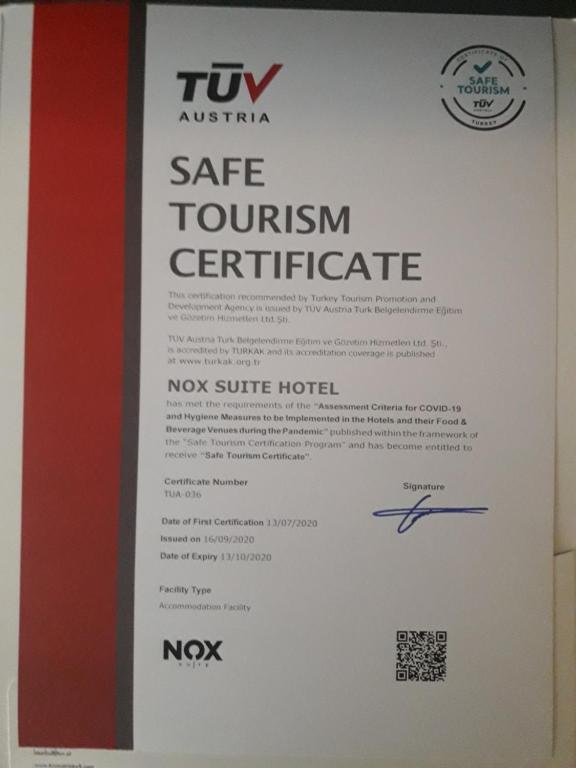 TÜV
AUSTRIA
CERTIFICATE OF
SAFE
TOURISM
TÜV
TURKEY
SAFE
TOURISM
CERTIFICATE
This certification recommended by Turkey Tourism Promotion and
Development Agency is issued by TÜV Austria Turk Belgelendirme Eğitim
ve Gözetim Hizmetleri Ltd.Şti.
TÜV Austria Turk Belgelendirme Eğitim ve Gözetim Hizmetleri Ltd. Şti.,
is accredited by TURKAK and its accreditation coverage is published
at www.turkak.org.tr
NOX SUITE HOTEL
has met the requirements of the "Assessment Criteria for COVID-19
and Hygiene Measures to be Implemented in the Hotels and their Food &
Beverage Venues during the Pandemic" published within the framework of
the "Safe Tourism Certification Program" and has become entitled to
receive "Safe Tourism Certificate".
Certificate Number
TUA-036
Signature
Date of First Certification 13/07/2020
Issued on 16/09/2020
Date of Expiry 13/10/2020
Facility Type
Accommodation Facility
NOX
SUITE